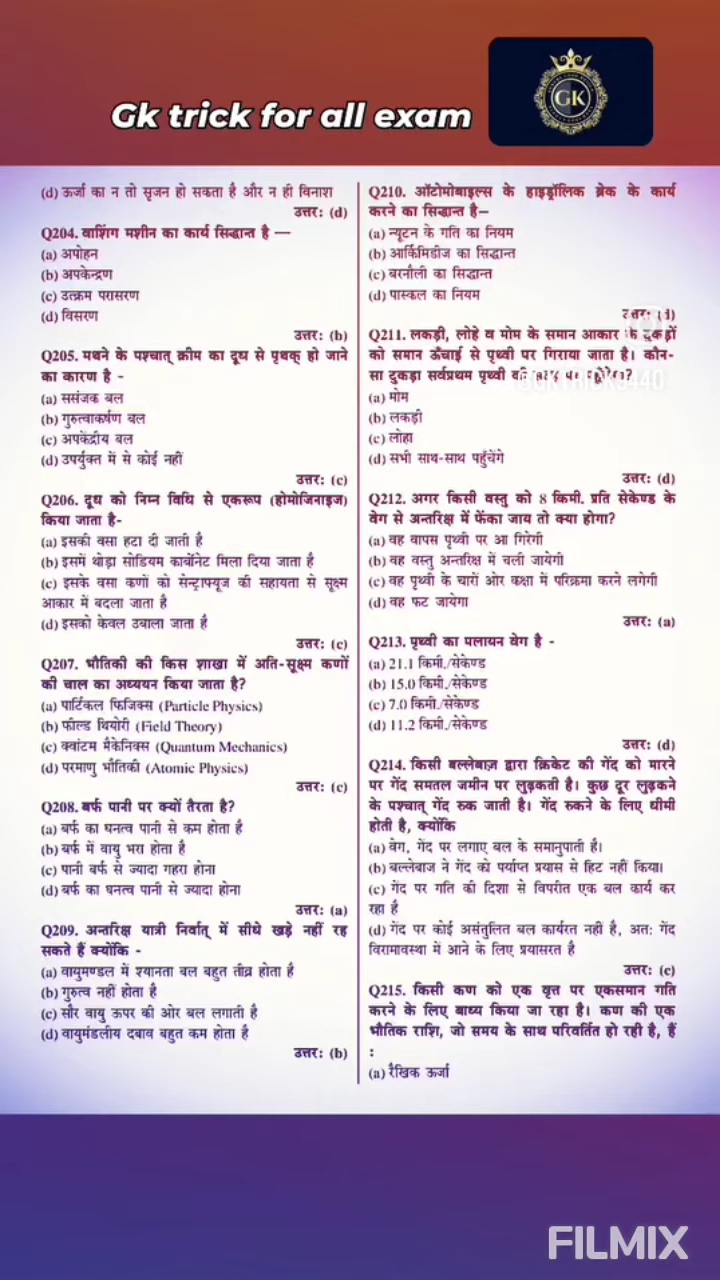 Gk trick for all exam
GK
(d) ऊर्जा का न तो सृजन हो सकता है और न ही विनाश
उत्तर: (d)
Q204. वाशिंग मशीन का कार्य सिद्धान्त है —
(a) अपोहन
(b) अपकेन्द्रण
(c) उत्क्रम परासरण
(d) विसरण
उत्तर: (b)
Q205. मथने के पश्चात् क्रीम का दूध से पृथक् हो जाने
का कारण है -
(a) ससंजक बल
(b) गुरुत्वाकर्षण बल
(c) अपकेंद्रीय बल
(d) उपर्युक्त में से कोई नहीं
उत्तर: (c)
Q206. दूध को निम्न विधि से एकरूप (होमोजिनाइज)
किया जाता है-
(a) इसकी वसा हटा दी जाती है
(b) इसमें थोड़ा सोडियम कार्बोनेट मिला दिया जाता है
(c) इसके वसा कणों को सेन्ट्राफ्यूज की सहायता से सूक्ष्म
आकार में बदला जाता है
(d) इसको केवल उबाला जाता है
उत्तर: (c)
Q207. भौतिकी की किस शाखा में अति-सूक्ष्म कणों
की चाल का अध्ययन किया जाता है?
(a) पार्टिकल फिजिक्स (Particle Physics)
(b) फील्ड थियोरी (Field Theory)
(c) क्वांटम मैकेनिक्स (Quantum Mechanics)
(d) परमाणु भौतिकी (Atomic Physics)
उत्तर: (c)
Q208. बर्फ पानी पर क्यों तैरता है?
(a) बर्फ का घनत्व पानी से कम होता है
(b) बर्फ में वायु भरा होता है
(c) पानी बर्फ से ज्यादा गहरा होना
(d) बर्फ का घनत्व पानी से ज्यादा होना
उत्तर: (a)
Q209. अन्तरिक्ष यात्री निर्वात् में सीधे खड़े नहीं रह
सकते हैं क्योंकि -
(a) वायुमण्डल में श्यानता बल बहुत तीव्र होता है
(b) गुरुत्व नहीं होता है
(c) सौर वायु ऊपर की ओर बल लगाती है
(d) वायुमंडलीय दबाव बहुत कम होता है
उत्तर: (b)
Q210. ऑटोमोबाइल्स के हाइड्रॉलिक ब्रेक के कार्य
करने का सिद्धान्त है–
(a) न्यूटन के गति का नियम
(b) आर्किमिडीज का सिद्धान्त
(c) बरनौली का सिद्धान्त
(d) पास्कल का नियम
उत्तर: (d)
Q211. लकड़ी, लोहे व मोम के समान आकार के टुकड़ों
को समान ऊँचाई से पृथ्वी पर गिराया जाता है। कौन-
सा टुकड़ा सर्वप्रथम पृथ्वी की
(a) मोम
(b) लकड़ी
(c) लोहा
(d) सभी साथ-साथ पहुँचेंगे
उत्तर: (d)
Q212. अगर किसी वस्तु को 8 किमी. प्रति सेकेण्ड के
वेग से अन्तरिक्ष में फेंका जाय तो क्या होगा?
(a) वह वापस पृथ्वी पर आ गिरेगी
(b) वह वस्तु अन्तरिक्ष में चली जायेगी
(c) वह पृथ्वी के चारों ओर कक्षा में परिक्रमा करने लगेगी
(d) वह फट जायेगा
उत्तर: (a)
Q213. पृथ्वी का पलायन वेग है -
(a) 21.1 किमी./सेकेण्ड
(b) 15.0 किमी./सेकेण्ड
(c) 7.0 किमी./सेकेण्ड
(d) 11.2 किमी./सेकेण्ड
उत्तर: (d)
Q214. किसी बल्लेबाज़ द्वारा क्रिकेट की गेंद को मारने
पर गेंद समतल जमीन पर लुढ़कती है। कुछ दूर लुढ़कने
के पश्चात् गेंद रुक जाती है। गेंद रुकने के लिए धीमी
होती है, क्योंकि
(a) वेग, गेंद पर लगाए बल के समानुपाती है।
(b) बल्लेबाज ने गेंद को पर्याप्त प्रयास से हिट नहीं किया।
(c) गेंद पर गति की दिशा से विपरीत एक बल कार्य कर
रहा है
(d) गेंद पर कोई असंतुलित बल कार्यरत नहीं है, अत: गेंद
विरामावस्था में आने के लिए प्रयासरत है
उत्तर: (c)
Q215. किसी कण को एक वृत्त पर एकसमान गति
करने के लिए बाध्य किया जा रहा है। कण की एक
भौतिक राशि, जो समय के साथ परिवर्तित हो रही है, हैं
:
(a) रैखिक ऊर्जा
FILMIX